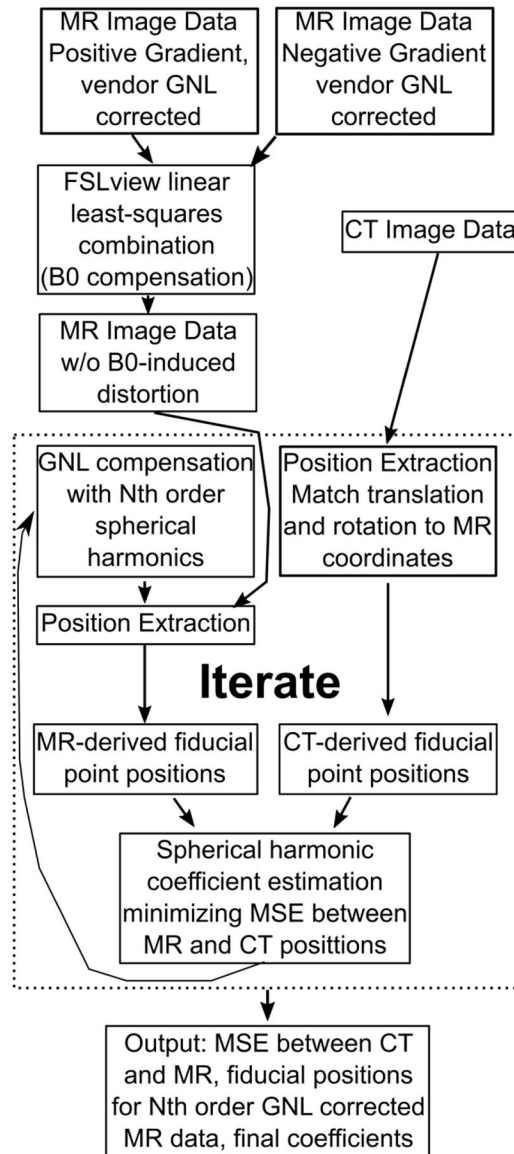 MR Image Data
Positive Gradient,
vendor GNL
corrected
MR Image Data
Negative Gradient
vendor GNL
corrected
FSLview linear
least-squares
combination
(B0 compensation)
CT Image Data
MR Image Data
w/o B0-induced
distortion
GNL compensation
with Nth order
spherical
harmonics
Position Extraction
Match translation
and rotation to MR
coordinates
Position Extraction
Iterate
MR-derived fiducial
point positions
CT-derived fiducial
point positions
Spherical harmonic
coefficient estimation
minimizing MSE between
MR and CT posittions
Output: MSE between CT
and MR, fiducial positions
for Nth order GNL corrected
MR data, final coefficients